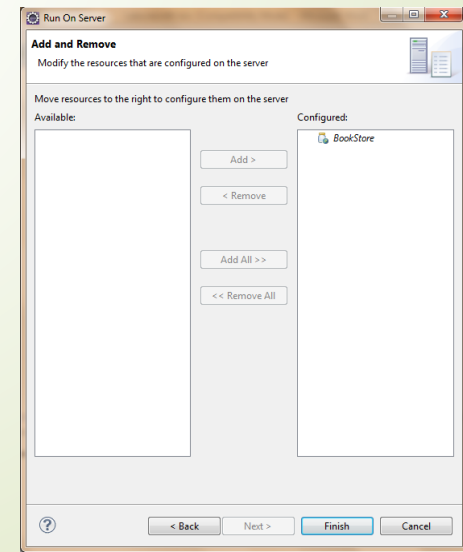 Run On Server
Add and Remove
Modify the resources that are configured on the server
Move resources to the right to configure them on the server
Available:
Configured:
BookStore
Add >
< Remove
Add All >>
<< Remove All
< Back
Next >
Finish
Cancel